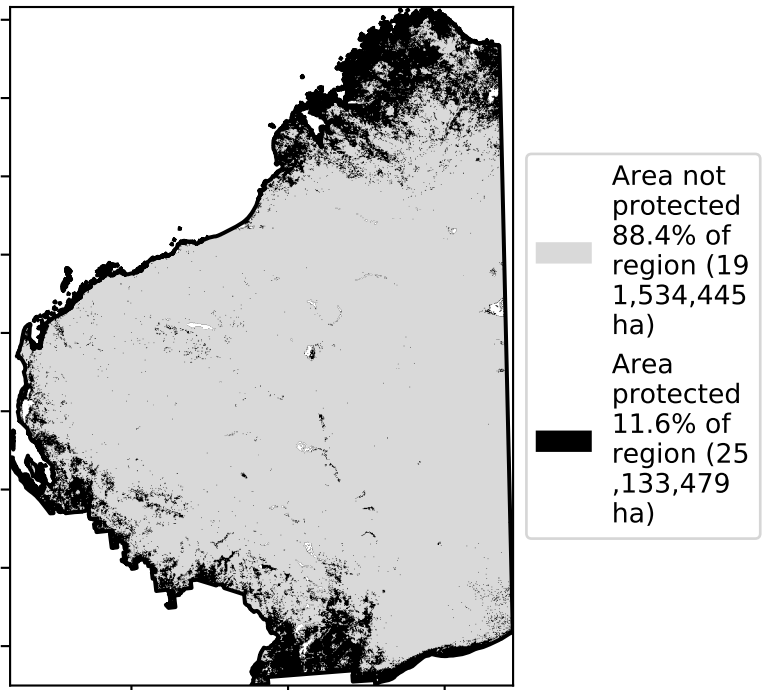 Area not
protected
88.4% of
region (19
1,534,445
ha)
Area
protected
11.6% of
region (25
,133,479
ha)